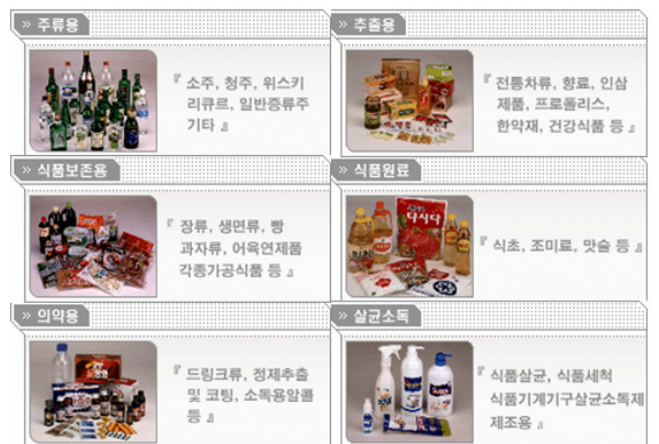 » 주류용
『 소주, 청주, 위스키
리큐르, 일반증류주
기타 』
» 추출용
『 전통차류, 향료, 인삼
제품, 프로폴리스,
한약재, 건강식품 등 』
» 식품보존용
『 장류, 생면류, 빵
과자류, 어육연제품
각종가공식품 등 』
» 식품원료
다시다
『 식초, 조미료, 맛술 등 』
» 의약용
『 드링크류, 정제추출
및 코팅, 소독용알콜
등 』
» 살균소독
『 식품살균, 식품세척
식품기계기구살균소독제
제조용 』